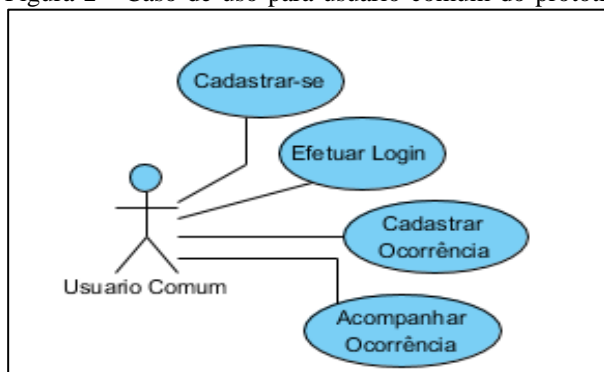 Figura 2 – Caso de uso para usuário comum do
Cadastrar-se
Efetuar Login
Cadastrar
Ocorrência
Usuario Comum
Acompanhar
Ocorrência